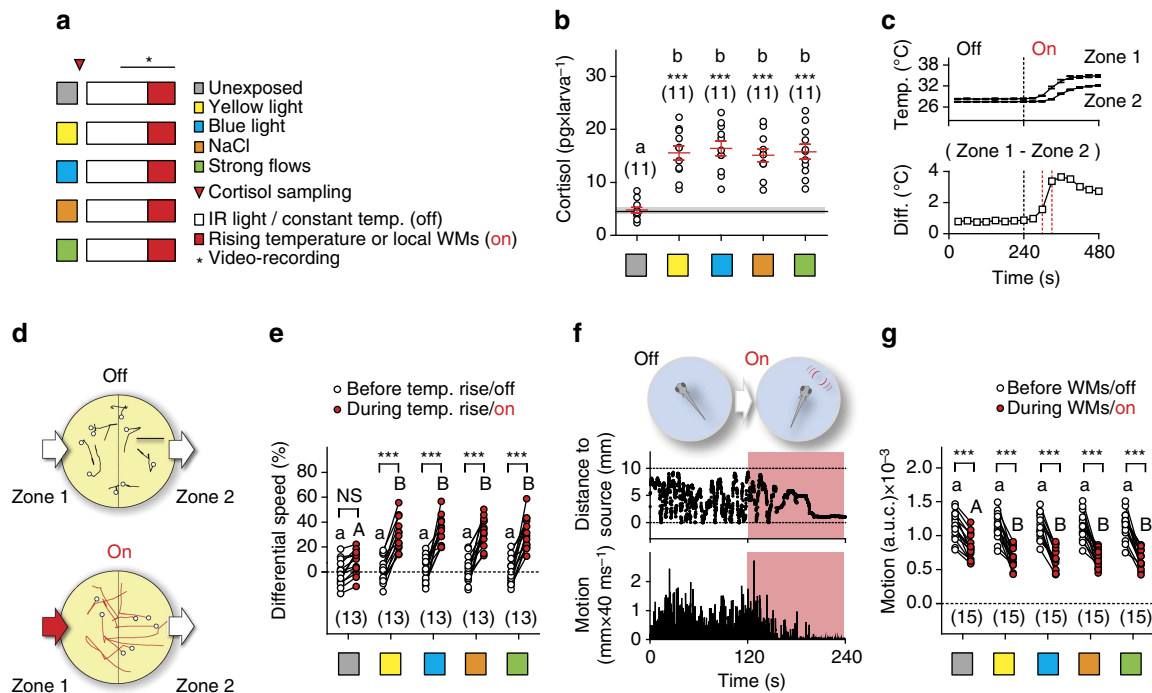 a
*
Unexposed
Yellow light
Blue light
NaCl
Strong flows
Cortisol sampling
IR light / constant temp. (off)
Rising temperature or local WMs (on)
* Video-recording
b
Cortisol (pg×larva⁻¹)
30
20
10
0
a
(11)
b b b b
*** *** *** ***
(11) (11) (11) (11)
c
Off On
Temp. (°C)
38
34
30
26
Zone 1
Zone 2
( Zone 1 - Zone 2 )
Diff. (°C)
4
2
0
0 240 480
Time (s)
d
Off
Zone 1 Zone 2
On
Zone 1 Zone 2
e
Before temp. rise/off
During temp. rise/on
Differential speed (%)
80
60
40
20
0
NS *** *** *** ***
a A a B a B a B a B
(13) (13) (13) (13) (13)
f
Off On
Distance to
source (mm)
10
0
Motion
(mm×40 ms⁻¹)
2
1
0
0 120 240
Time (s)
g
Before WMs/off
During WMs/on
Motion (a.u.c.)×10⁻³
2.0
1.5
1.0
0.5
0.0
*** *** *** *** ***
a A a B a B a B a B
(15) (15) (15) (15) (15)